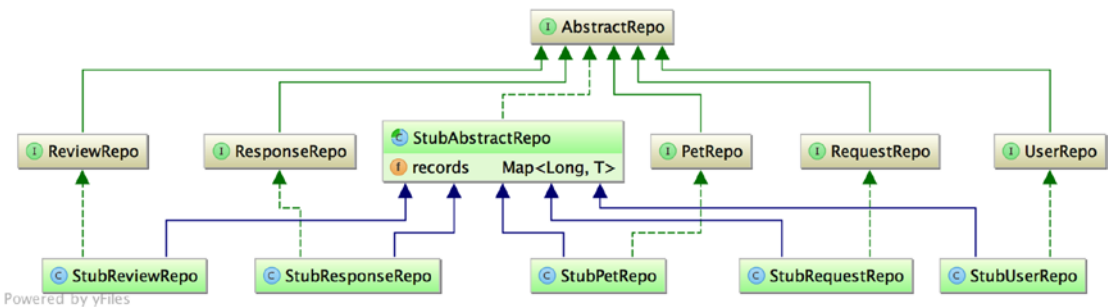 I AbstractRepo
I ReviewRepo
I ResponseRepo
C StubAbstractRepo
f records Map<Long, T>
I PetRepo
I RequestRepo
I UserRepo
C StubReviewRepo
C StubResponseRepo
C StubPetRepo
C StubRequestRepo
C StubUserRepo
Powered by yFiles